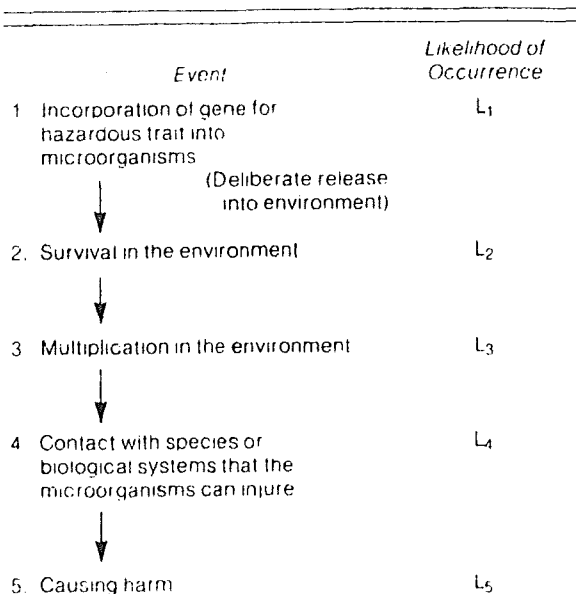 Likelihood of
Event Occurrence
1 Incorporation of gene for L₁
hazardous trait into
microorganisms
(Deliberate release
into environment)
2. Survival in the environment L₂
3 Multiplication in the environment L₃
4 Contact with species or L₄
biological systems that the
microorganisms can injure
5. Causing harm L₅